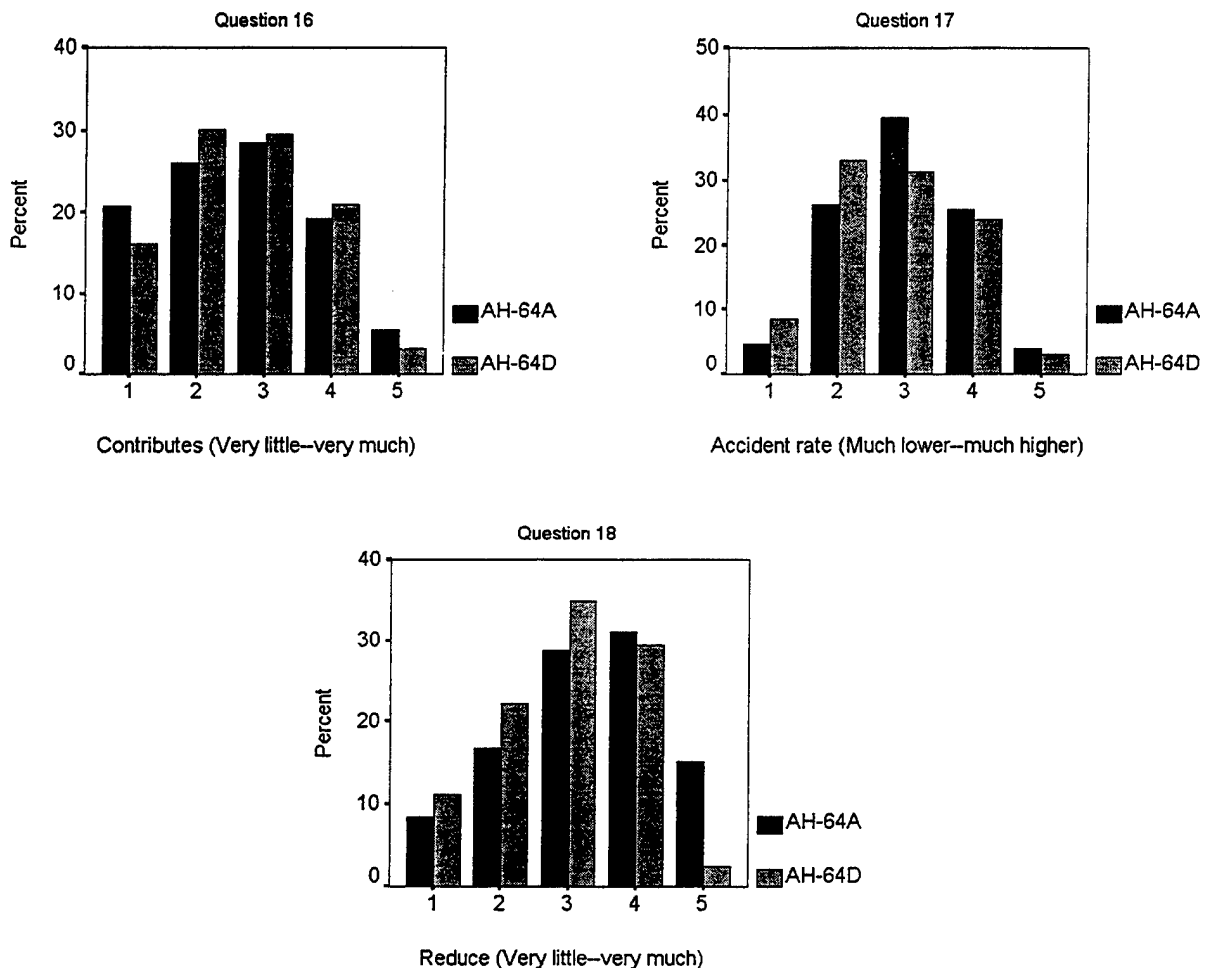 Question 16
40
30
20
10
0
Percent
1 2 3 4 5
AH-64A
AH-64D
Contributes (Very little--very much)
Question 17
50
40
30
20
10
0
Percent
1 2 3 4 5
AH-64A
AH-64D
Accident rate (Much lower--much higher)
Question 18
40
30
20
10
0
Percent
1 2 3 4 5
AH-64A
AH-64D
Reduce (Very little--very much)